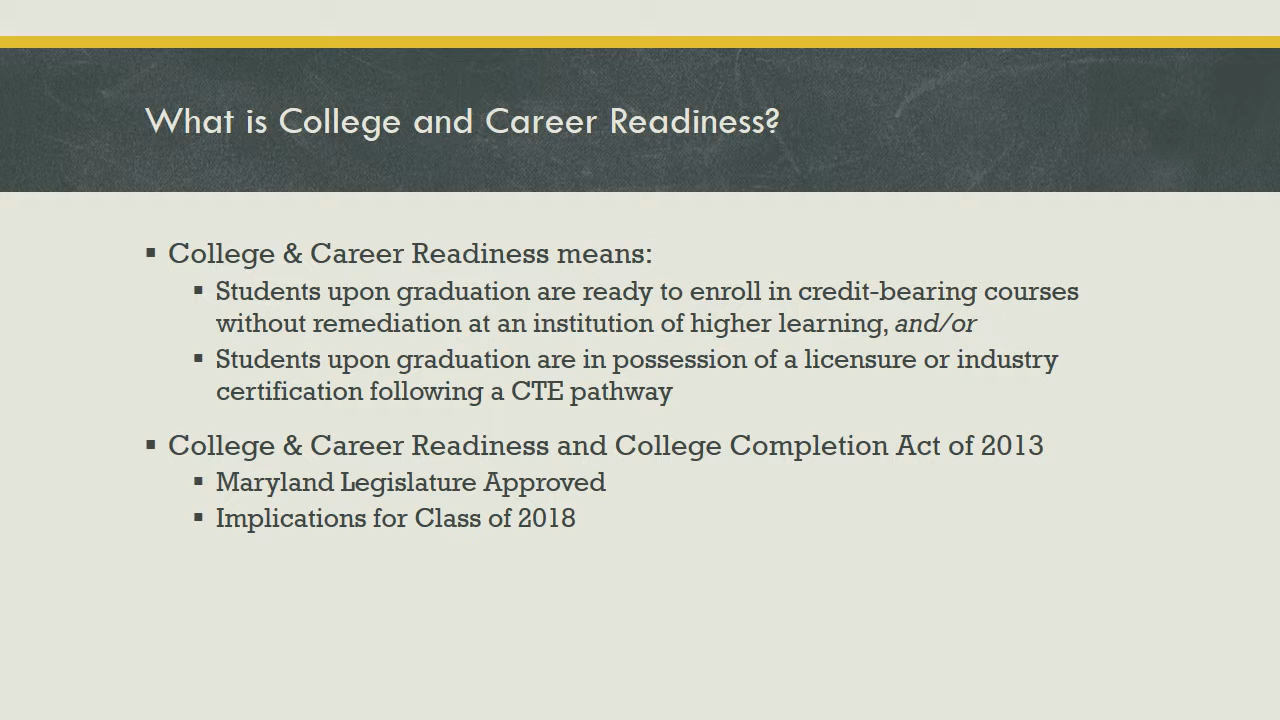 What is College and Career Readiness?
▪ College & Career Readiness means:
▪ Students upon graduation are ready to enroll in credit-bearing courses
without remediation at an institution of higher learning, and/or
▪ Students upon graduation are in possession of a licensure or industry
certification following a CTE pathway
▪ College & Career Readiness and College Completion Act of 2013
▪ Maryland Legislature Approved
▪ Implications for Class of 2018